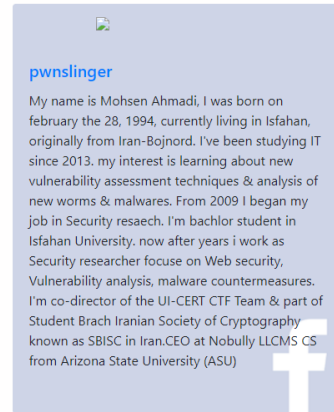 pwnslinger
My name is Mohsen Ahmadi, I was born on
february the 28, 1994, currently living in Isfahan,
originally from Iran-Bojnord. I've been studying IT
since 2013. my interest is learning about new
vulnerability assessment techniques & analysis of
new worms & malwares. From 2009 I began my
job in Security resaech. I'm bachlor student in
Isfahan University. now after years i work as
Security researcher focuse on Web security,
Vulnerability analysis, malware countermeasures.
I'm co-director of the UI-CERT CTF Team & part of
Student Brach Iranian Society of Cryptography
known as SBISC in Iran.CEO at Nobully LLCMS CS
from Arizona State University (ASU)